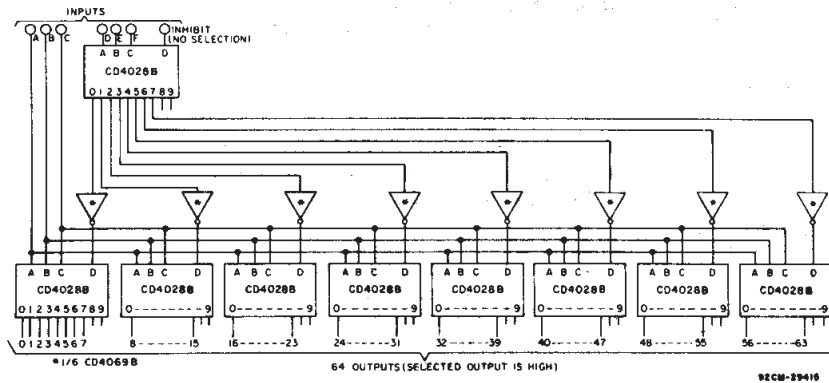 INPUTS
A B C D E F INHIBIT
(NO SELECTION)
A B C D
CD4028B
0 1 2 3 4 5 6 7 8 9
* * * * * * * *
A B C D A B C D A B C D A B C D A B C D A B C D A B C D A B C D
CD4028B CD4028B CD4028B CD4028B CD4028B CD4028B CD4028B CD4028B
0 1 2 3 4 5 6 7 8 9 0--------9 0--------9 0--------9 0--------9 0--------9 0--------9 0--------9
0 1 2 3 4 5 6 7 8--------15 16--------23 24--------31 32--------39 40--------47 48--------55 56--------63
*1/6 CD4069B
64 OUTPUTS (SELECTED OUTPUT IS HIGH)
92CM-29416